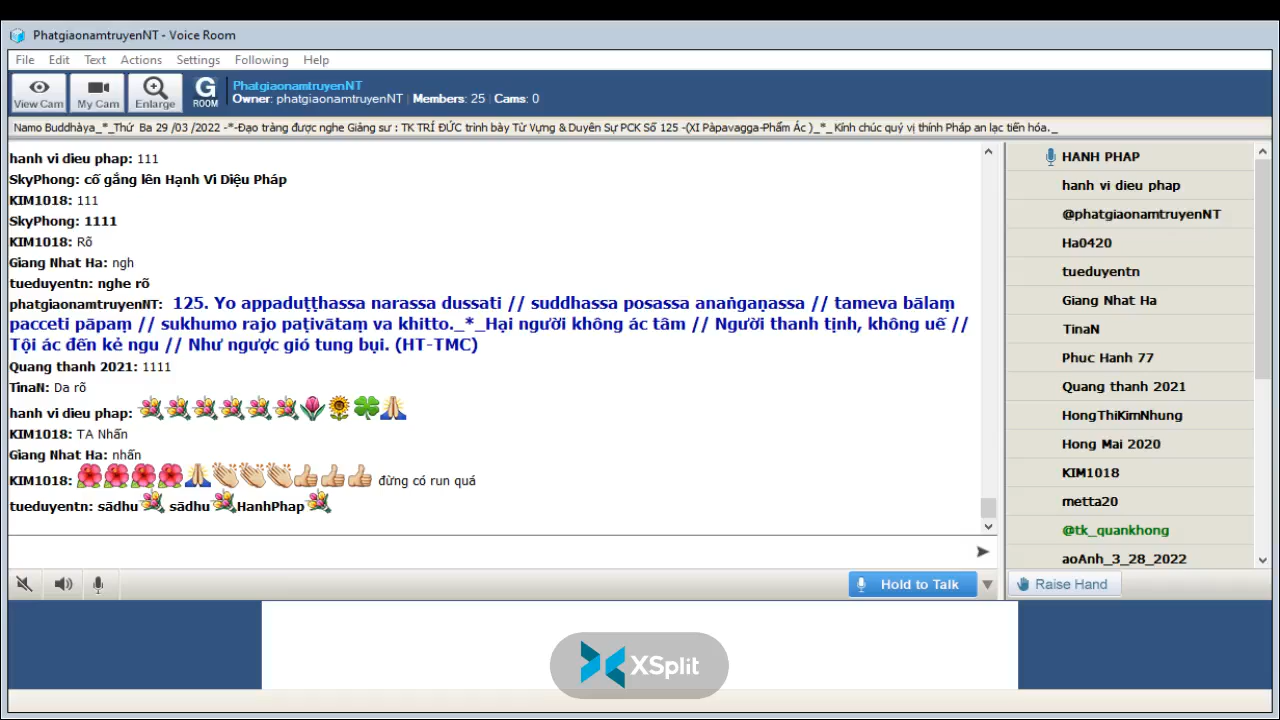 PhatgiaonamtruyenNT - Voice Room
File Edit Text Actions Settings Following Help
View Cam My Cam Enlarge G ROOM
PhatgiaonamtruyenNT
Owner: phatgiaonamtruyenNT | Members: 25 | Cams: 0
Namo Buddhàya_*_Thứ Ba 29 /03 /2022 -*-Đạo tràng được nghe Giảng sư : TK TRÍ ĐỨC trình bày Từ Vựng & Duyên Sự PCK Số 125 -(XI Pàpavagga-Phẩm Ác )_*_ Kính chúc quý vị thính Pháp an lạc tiến hóa._
hanh vi dieu phap: 111
SkyPhong: cố gắng lên Hạnh Vi Diệu Pháp
KIM1018: 111
SkyPhong: 1111
KIM1018: Rõ
Giang Nhat Ha: ngh
tueduyentn: nghe rõ
phatgiaonamtruyenNT: 125. Yo appaduṭṭhassa narassa dussati // suddhassa posassa anaṅgaṇassa // tameva bālaṃ
pacceti pāpaṃ // sukhumo rajo paṭivātaṃ va khitto._*_Hại người không ác tâm // Người thanh tịnh, không uế //
Tội ác đến kẻ ngu // Như ngược gió tung bụi. (HT-TMC)
Quang thanh 2021: 1111
TinaN: Da rõ
hanh vi dieu phap:
KIM1018: TA Nhấn
Giang Nhat Ha: nhấn
KIM1018: đừng có run quá
tueduyentn: sādhu sādhu HanhPhap
HANH PHAP
hanh vi dieu phap
@phatgiaonamtruyenNT
Ha0420
tueduyentn
Giang Nhat Ha
TinaN
Phuc Hanh 77
Quang thanh 2021
HongThiKimNhung
Hong Mai 2020
KIM1018
metta20
@tk_quankhong
aoAnh_3_28_2022
Hold to Talk
Raise Hand
XSplit